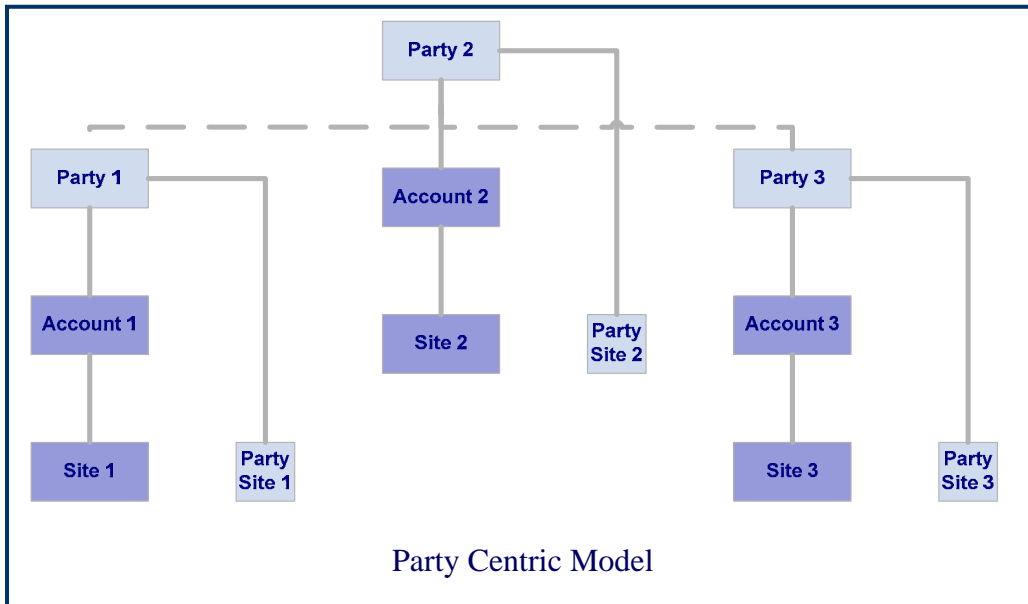 Party 2
Party 1
Account 2
Party 3
Account 1
Site 2
Party
Site 2
Account 3
Site 1
Party
Site 1
Site 3
Party
Site 3
Party Centric Model